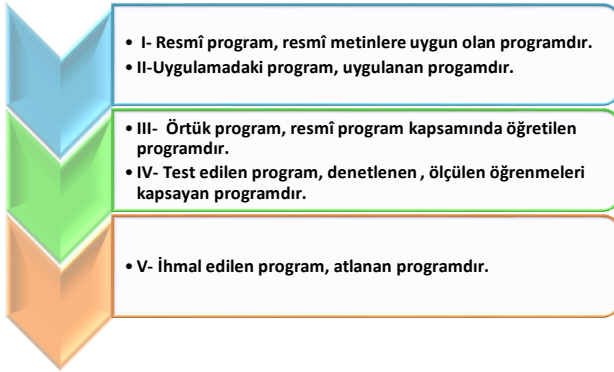 • I- Resmî program, resmî metinlere uygun olan programdır.
• II-Uygulamadaki program, uygulanan progamdır.
• III- Örtük program, resmî program kapsamında öğretilen
programdır.
• IV- Test edilen program, denetlenen , ölçülen öğrenmeleri
kapsayan programdır.
• V- İhmal edilen program, atlanan programdır.